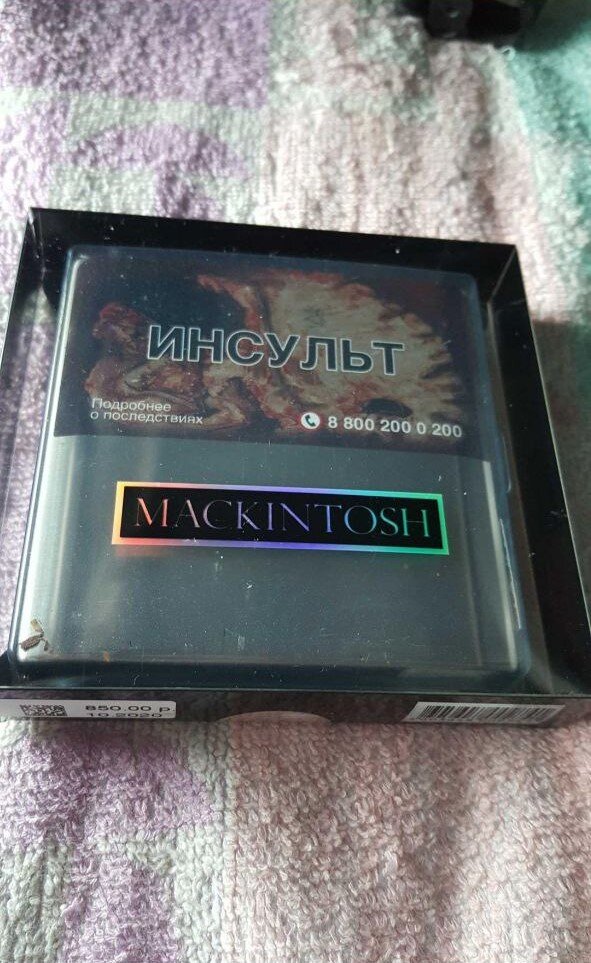 ИНСУЛЬТ
Подробнее
о последствиях
8 800 200 0 200
MACKINTOSH
850.00 р
10.2020